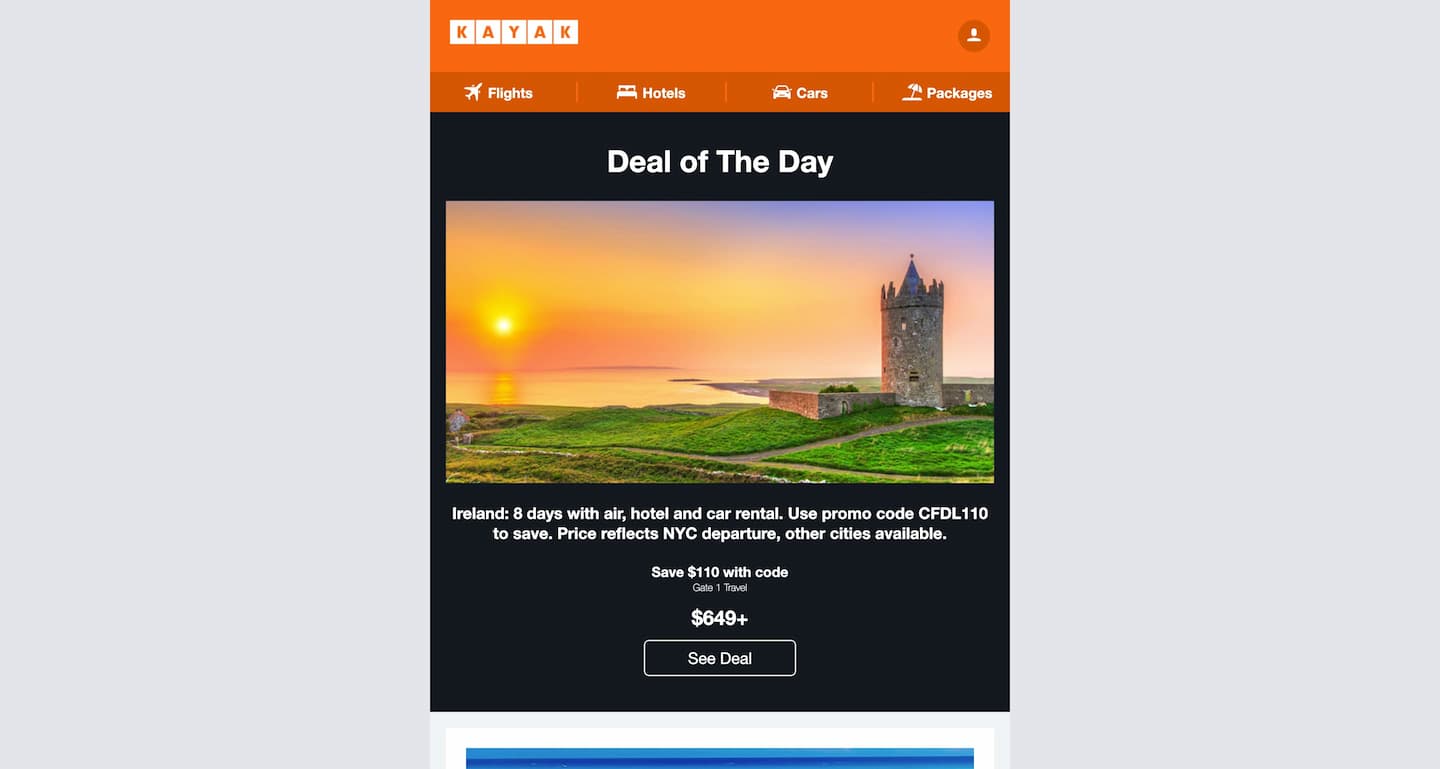 KAYAK
Flights
Hotels
Cars
Packages
Deal of The Day
Ireland: 8 days with air, hotel and car rental. Use promo code CFDL110
to save. Price reflects NYC departure, other cities available.
Save $110 with code
Gate 1 Travel
$649+
See Deal